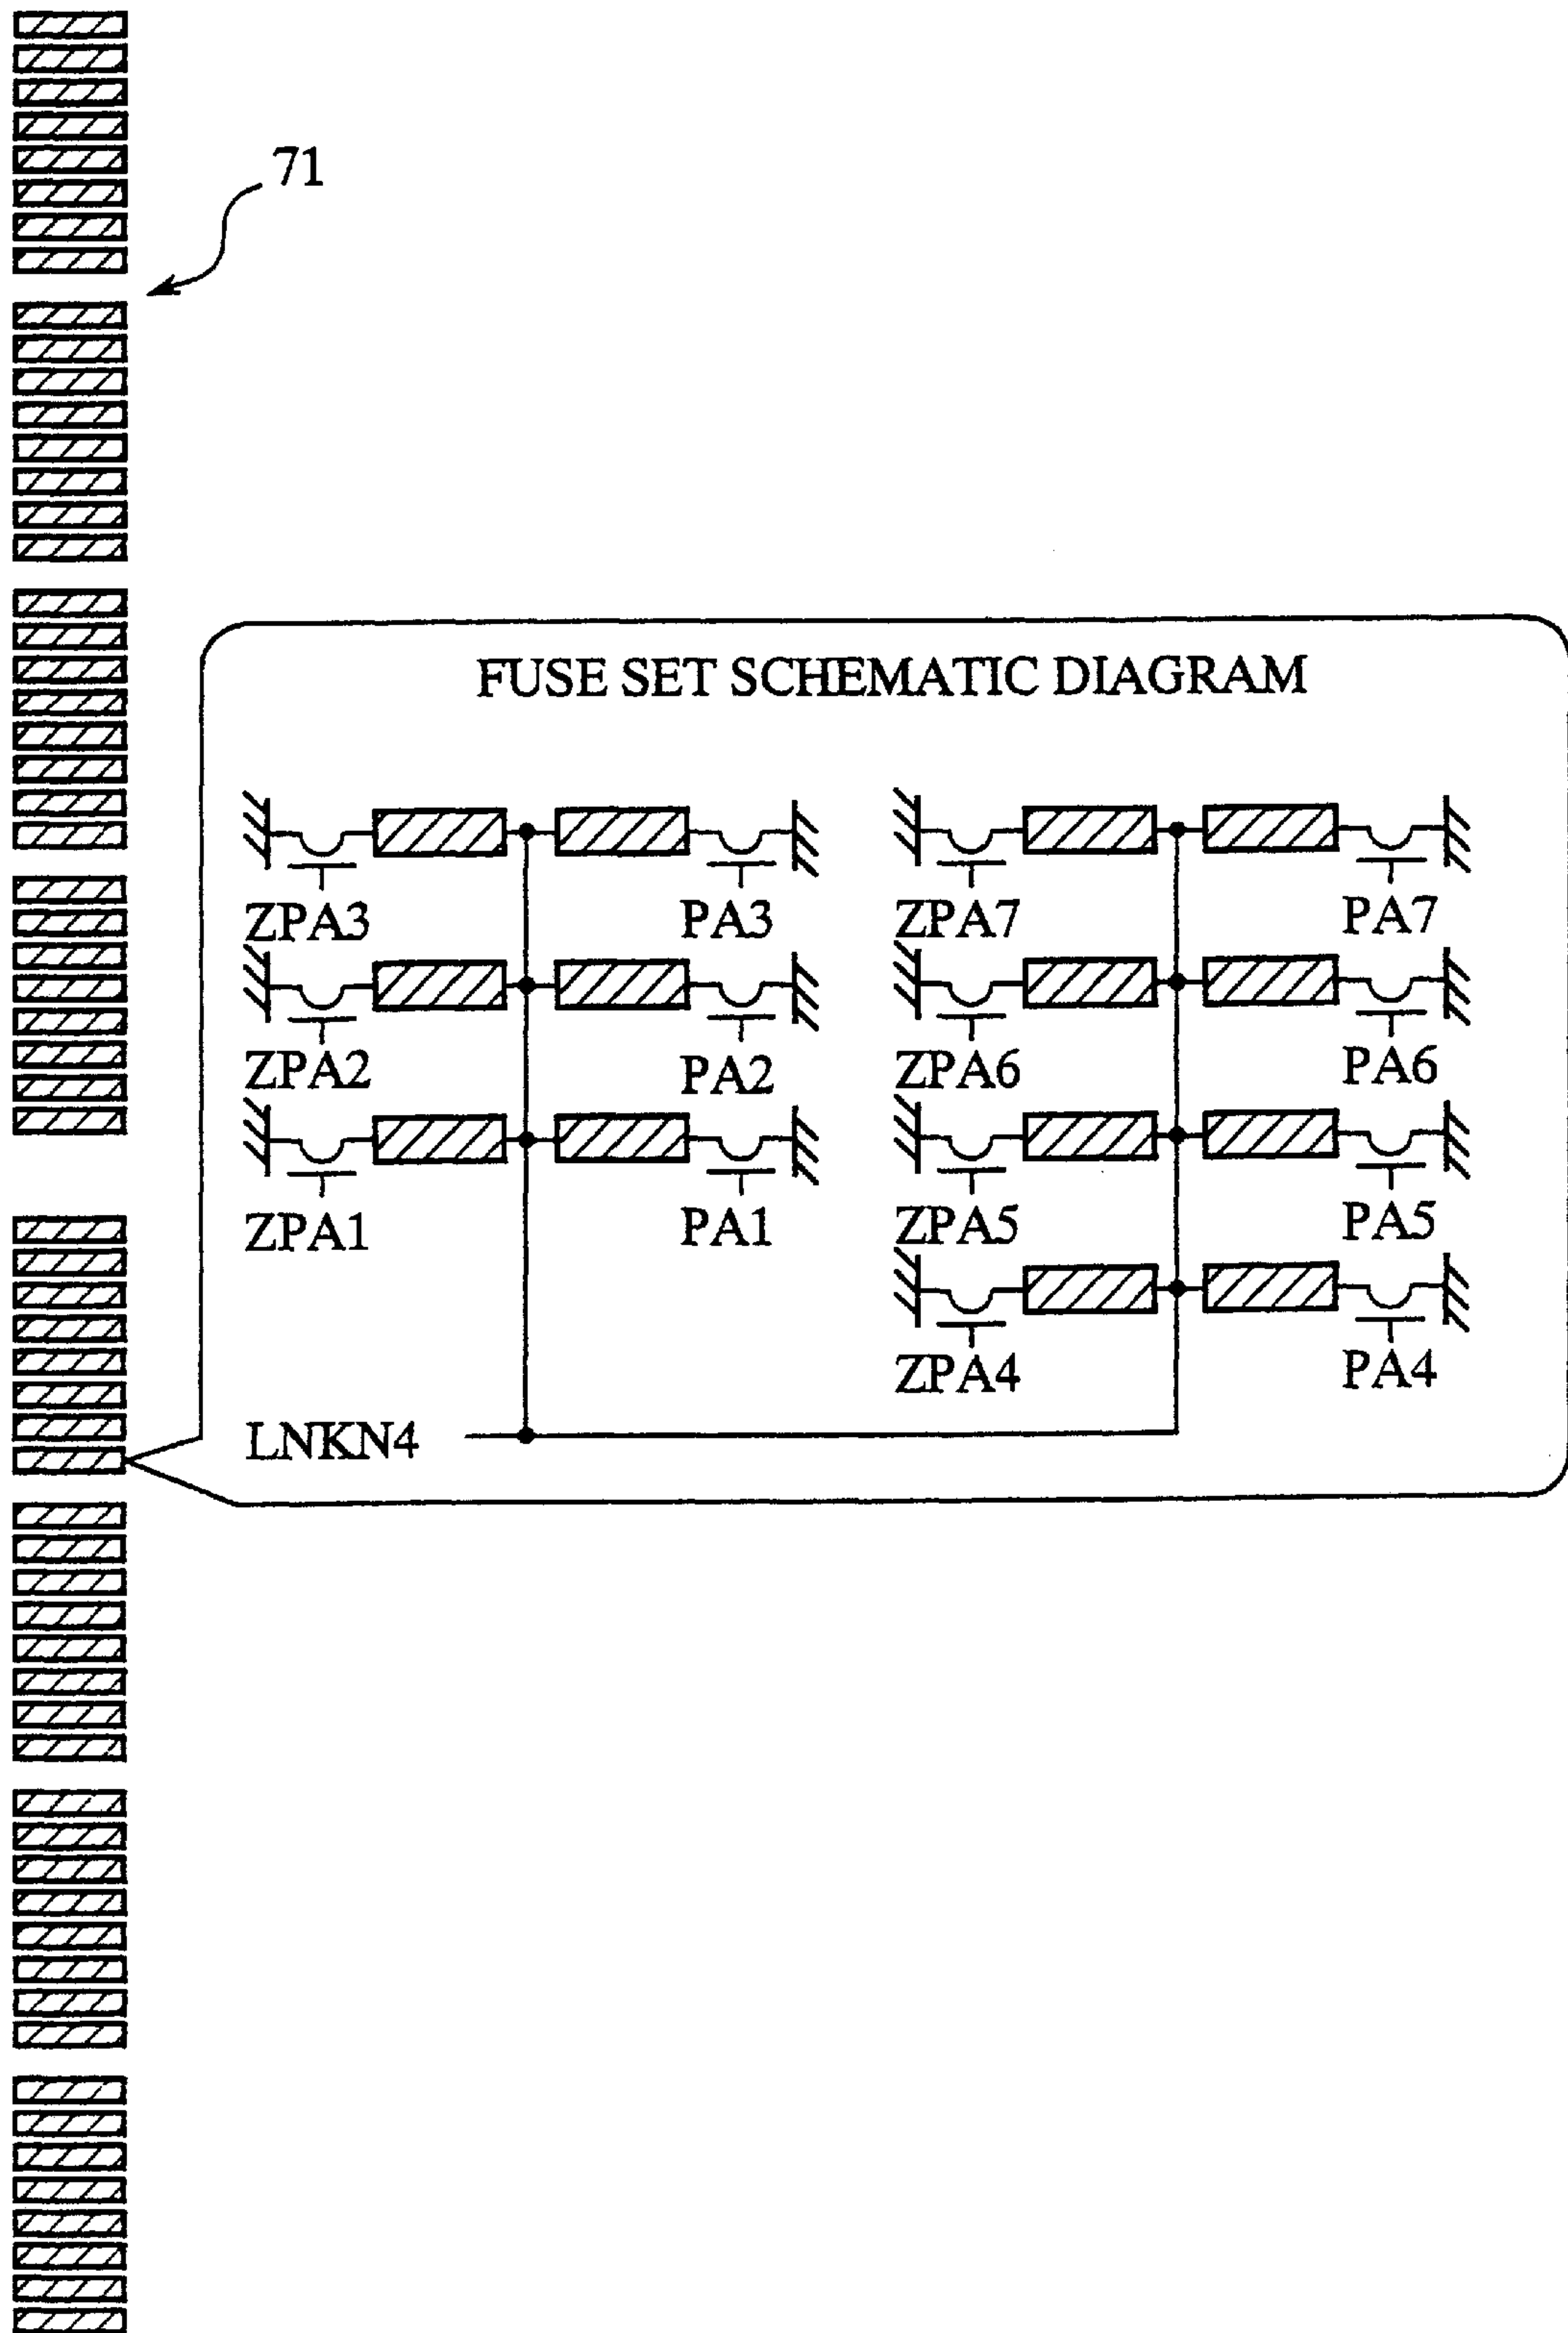 71
FUSE SET SCHEMATIC DIAGRAM
ZPA3 PA3 ZPA7 PA7
ZPA2 PA2 ZPA6 PA6
ZPA1 PA1 ZPA5 PA5
ZPA4 PA4
LNKN4